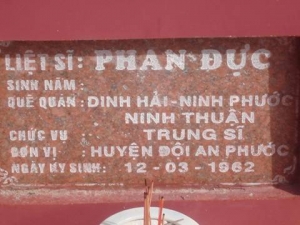 LIỆT SĨ: PHAN ĐỰC
SINH NĂM:
QUÊ QUÁN: DINH HẢI-NINH PHƯỚC
NINH THUẬN
CHỨC VỤ: TRUNG SĨ
ĐƠN VỊ: HUYỆN ĐỘI AN PHƯỚC
NGÀY HY SINH: 12-03-1962